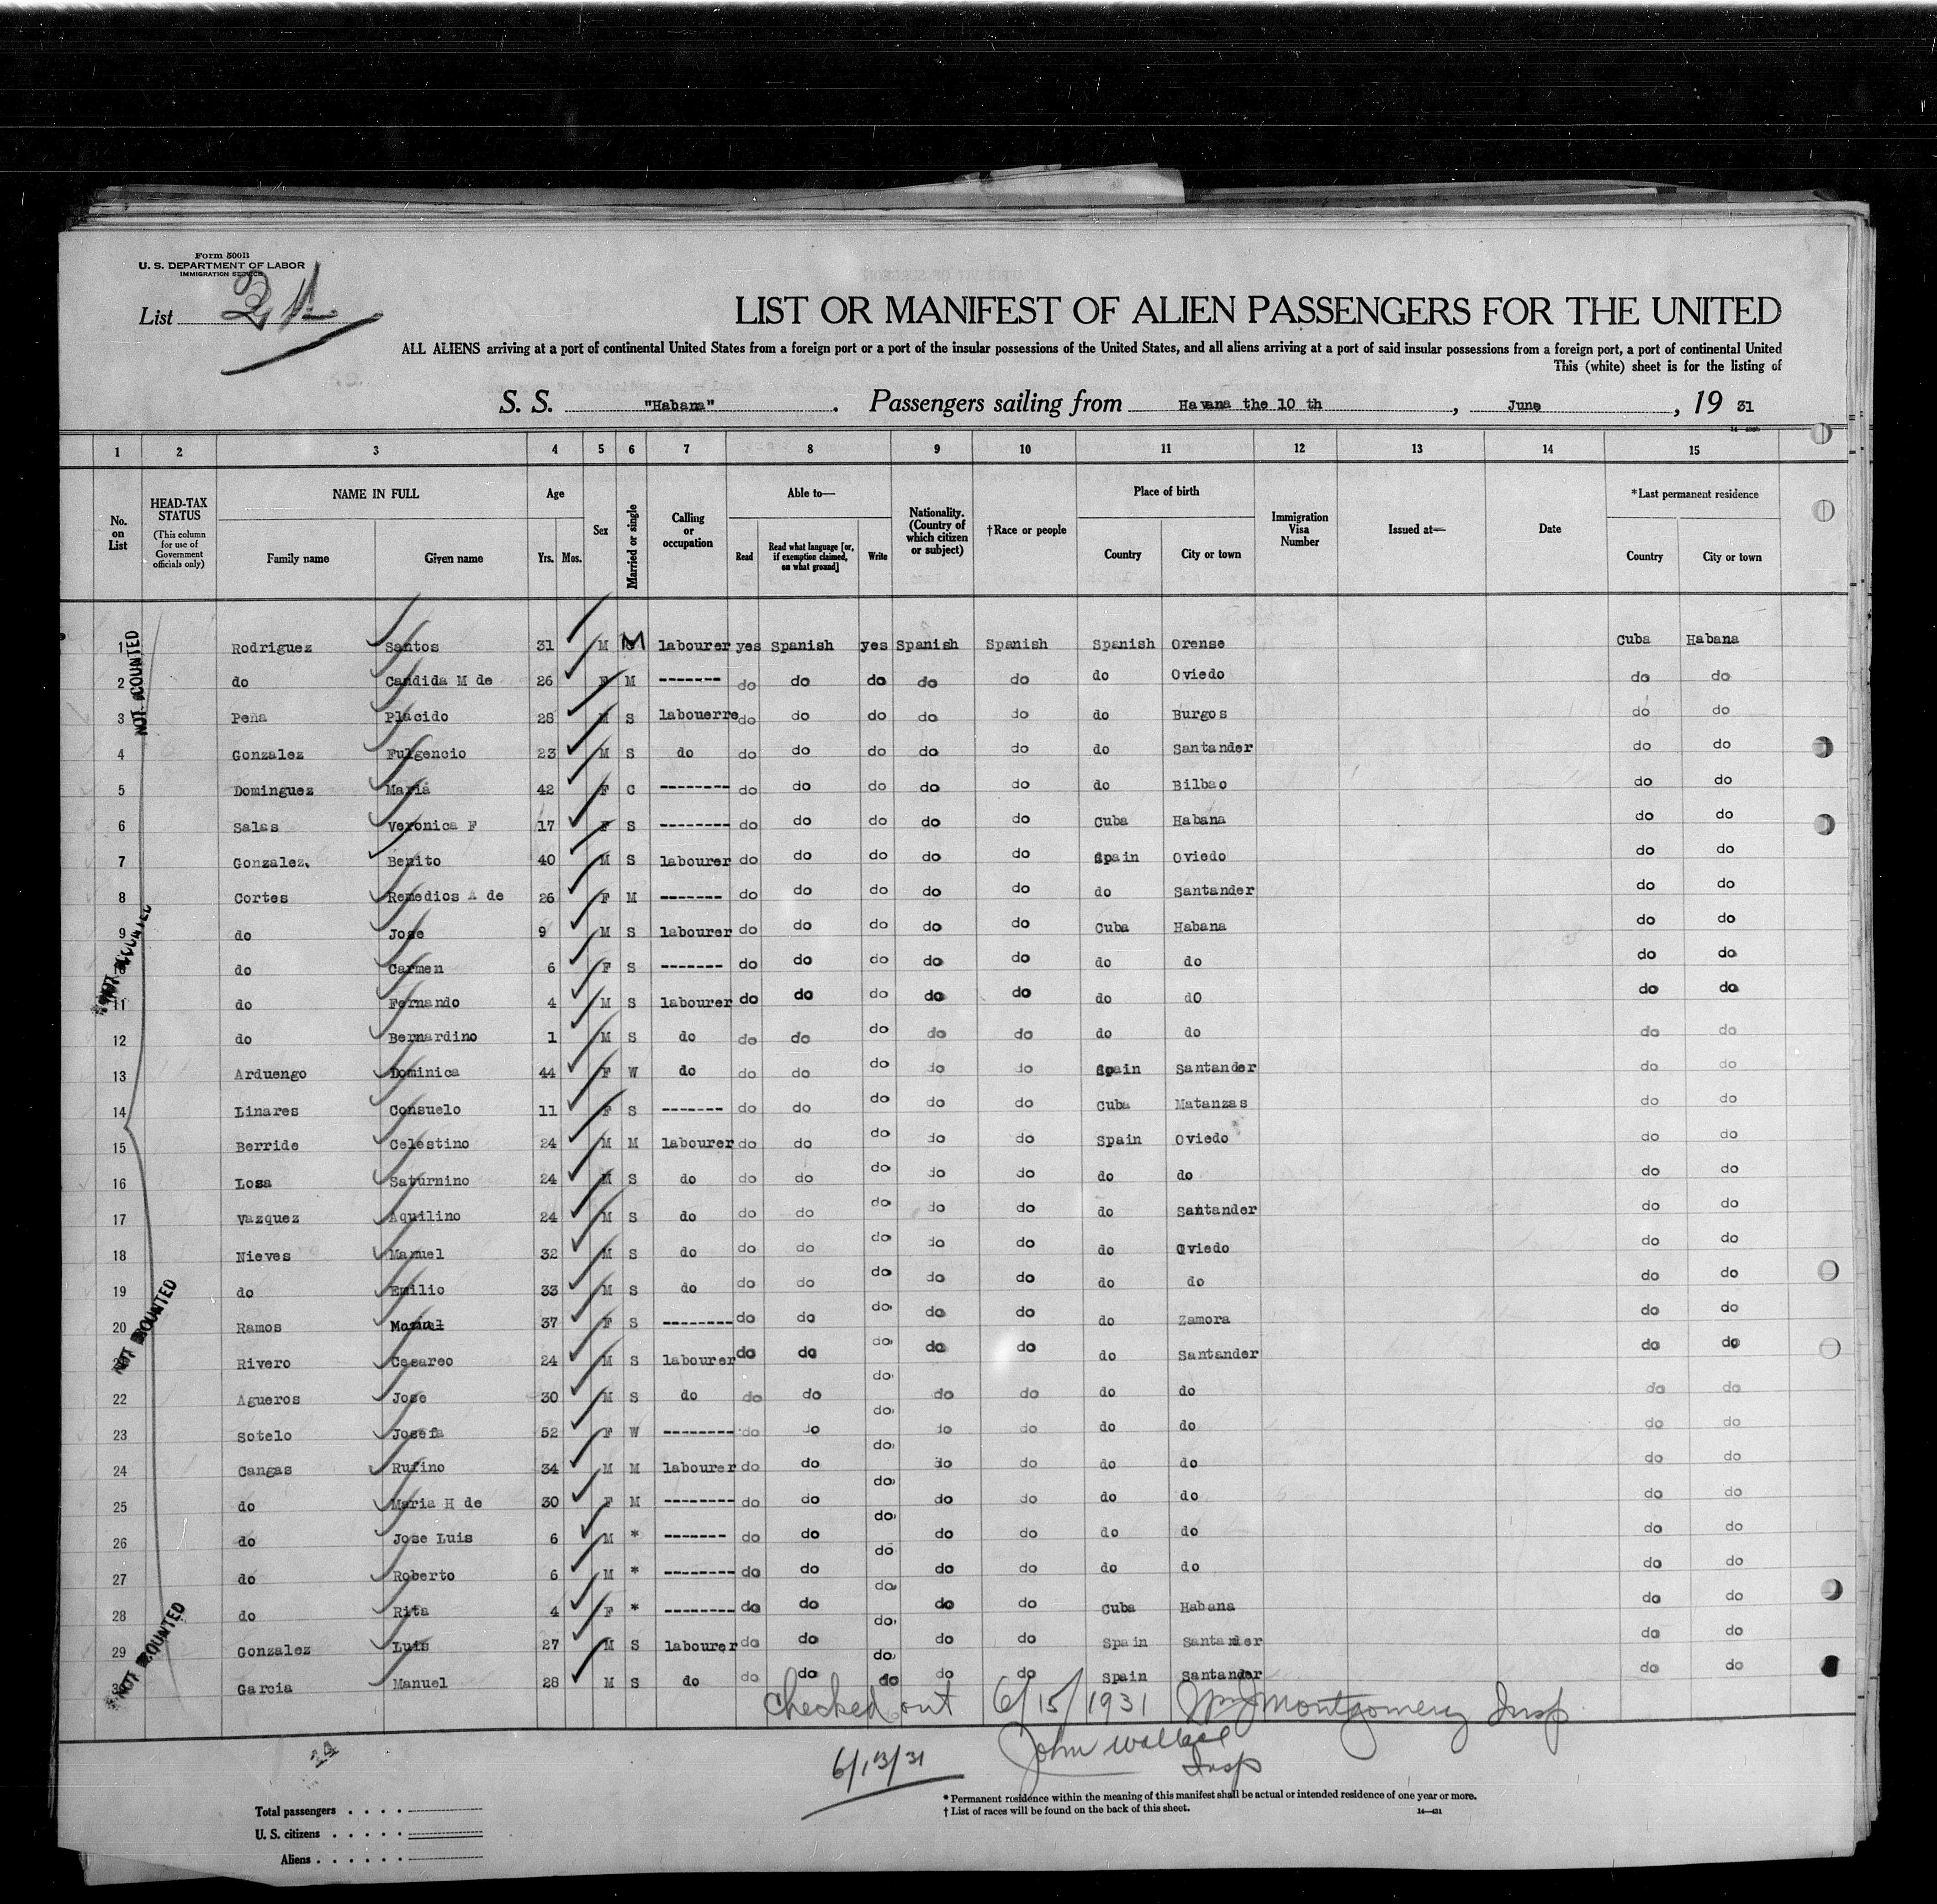 Form 500B
U. S. DEPARTMENT OF LABOR
IMMIGRATION SERVICE
List
LIST OR MANIFEST OF ALIEN PASSENGERS FOR THE UNITED
ALL ALIENS arriving at a port of continental United States from a foreign port or a port of the insular possessions of the United States, and all aliens arriving at a port of said insular possessions from a foreign port, a port of continental United
This (white) sheet is for the listing of
S. S. "Habana". Passengers sailing from Havana the 10 th, June, 19 31
1 2 3 4 5 6 7 8 9 10 11 12 13 14 15
No. on List HEAD-TAX STATUS (This column for use of Government officials only) NAME IN FULL Family name Given name Age Yrs. Mos. Sex Married or single Calling or occupation Able to— Read Read what language [or, if exemption claimed, on what ground] Write Nationality. (Country of which citizen or subject) †Race or people Place of birth Country City or town Immigration Visa Number Issued at— Date *Last permanent residence Country City or town
NOT COUNTED
1 Rodriguez Santos 31 M M labourer yes Spanish yes Spanish Spanish Spanish Orense Cuba Habana
2 do Candida M de 26 F M ------- do do do do do do Oviedo do do
3 Peña Placido 28 M S labouerre do do do do do do Burgos do do
4 Gonzalez Fulgencio 23 M S do do do do do do do Santander do do
5 Dominguez Maria 42 F C -------- do do do do do do Bilbao do do
6 Salas Veronica F 17 F S -------- do do do do do Cuba Habana do do
7 Gonzalez. Benito 40 M S labourer do do do do do Spain Oviedo do do
8 Cortes Remedios A de 26 F M ------- do do do do do do Santander do do
9 do Jose 9 M S labourer do do do do do Cuba Habana do do
do Carmen 6 F S ------- do do do do do do do do do
11 do Fernando 4 M S labourer do do do do do do dO do do
12 do Bernardino 1 M S do do do do do do do do do do
13 Arduengo Dominica 44 F W do do do do do do Spain Santander do do
14 Linares Consuelo 11 F S ------- do do do do do Cuba Matanzas do do
15 Berride Celestino 24 M M labourer do do do do do Spain Oviedo do do
16 Losa Saturnino 24 M S do do do do do do do do do do
17 Vazquez Aquilino 24 M S do do do do do do do Santander do do
18 Nieves Manuel 32 M S do do do do do do do Oviedo do do
19 do Emilio 33 M S do do do do do do do do do do
NOT COUNTED
20 Ramos Manuel 37 F S -------- do do do do do do Zamora do do
Rivero Cesareo 24 M S labourer do do do do do do Santander do do
22 Agueros Jose 30 M S do do do do do do do do do do
23 Sotelo Josefa 52 F W -------- do do do do do do do do do
24 Cangas Rufino 34 M M labourer do do do do do do do do do
25 do Maria H de 30 F M -------- do do do do do do do do do
26 do Jose Luis 6 M * ------- do do do do do do do do do
27 do Roberto 6 M * -------- do do do do do do do do do
28 do Rita 4 F * -------- do do do do do Cuba Habana do do
29 Gonzalez Luis 27 M S labourer do do do do do Spain Santander do do
NOT COUNTED
Garcia Manuel 28 M S do do do do do do Spain Santander do do
Checked out 6/15/1931 Montgomery Insp
6/13/31 John Wallace
Insp
24
* Permanent residence within the meaning of this manifest shall be actual or intended residence of one year or more.
† List of races will be found on the back of this sheet.
Total passengers
U. S. citizens
Aliens